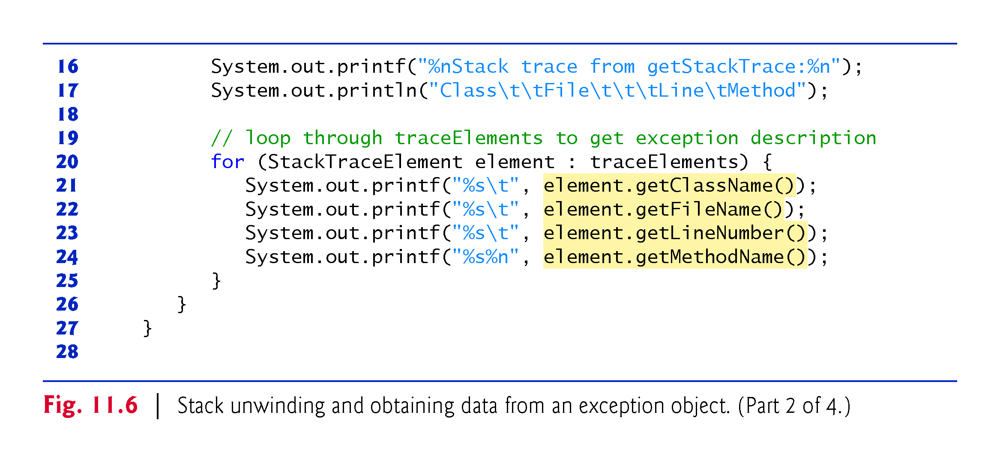 16 System.out.printf("%nStack trace from getStackTrace:%n");
17 System.out.println("Class\t\tFile\t\t\tLine\tMethod");
18
19 // loop through traceElements to get exception description
20 for (StackTraceElement element : traceElements) {
21 System.out.printf("%s\t", element.getClassName());
22 System.out.printf("%s\t", element.getFileName());
23 System.out.printf("%s\t", element.getLineNumber());
24 System.out.printf("%s%n", element.getMethodName());
25 }
26 }
27 }
28
Fig. 11.6 | Stack unwinding and obtaining data from an exception object. (Part 2 of 4.)